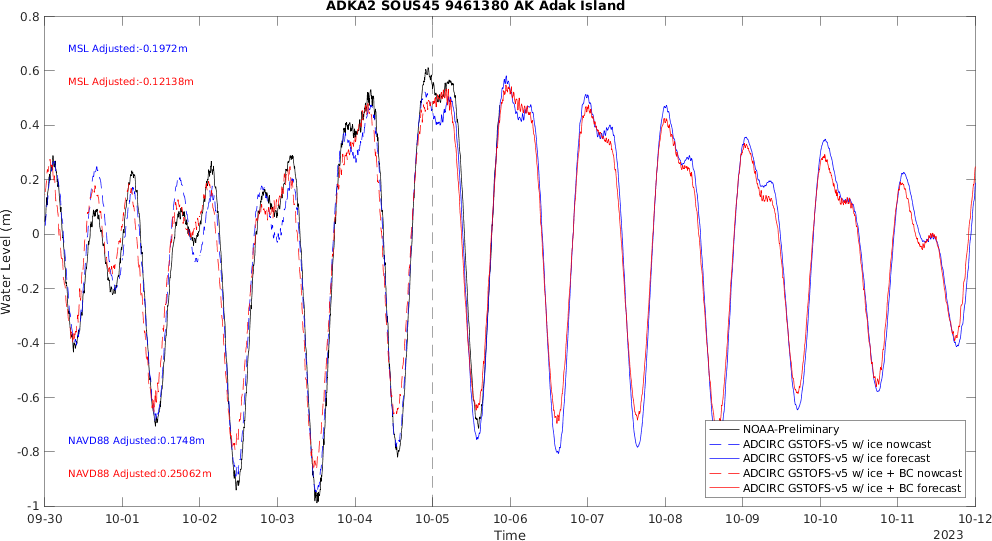 ADKA2 SOUS45 9461380 AK Adak Island
0.8
0.6
0.4
0.2
0
-0.2
-0.4
-0.6
-0.8
-1
Water Level (m)
MSL Adjusted:-0.1972m
MSL Adjusted:-0.12138m
NAVD88 Adjusted:0.1748m
NAVD88 Adjusted:0.25062m
NOAA-Preliminary
ADCIRC GSTOFS-v5 w/ ice nowcast
ADCIRC GSTOFS-v5 w/ ice forecast
ADCIRC GSTOFS-v5 w/ ice + BC nowcast
ADCIRC GSTOFS-v5 w/ ice + BC forecast
09-30 10-01 10-02 10-03 10-04 10-05 10-06 10-07 10-08 10-09 10-10 10-11 10-12
Time
2023